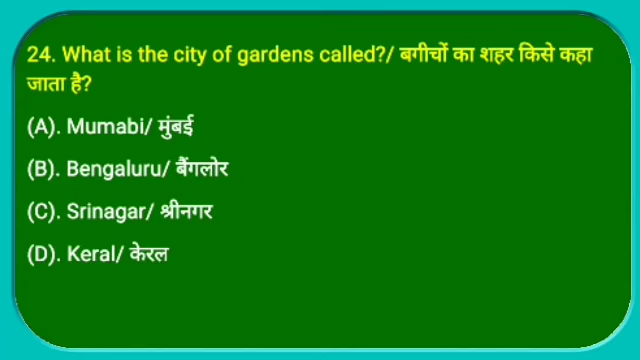 24. What is the city of gardens called?/ बगीचों का शहर किसे कहा
जाता है?
(A). Mumabi/ मुंबई
(B). Bengaluru/ बैंगलोर
(C). Srinagar/ श्रीनगर
(D). Keral/ केरल